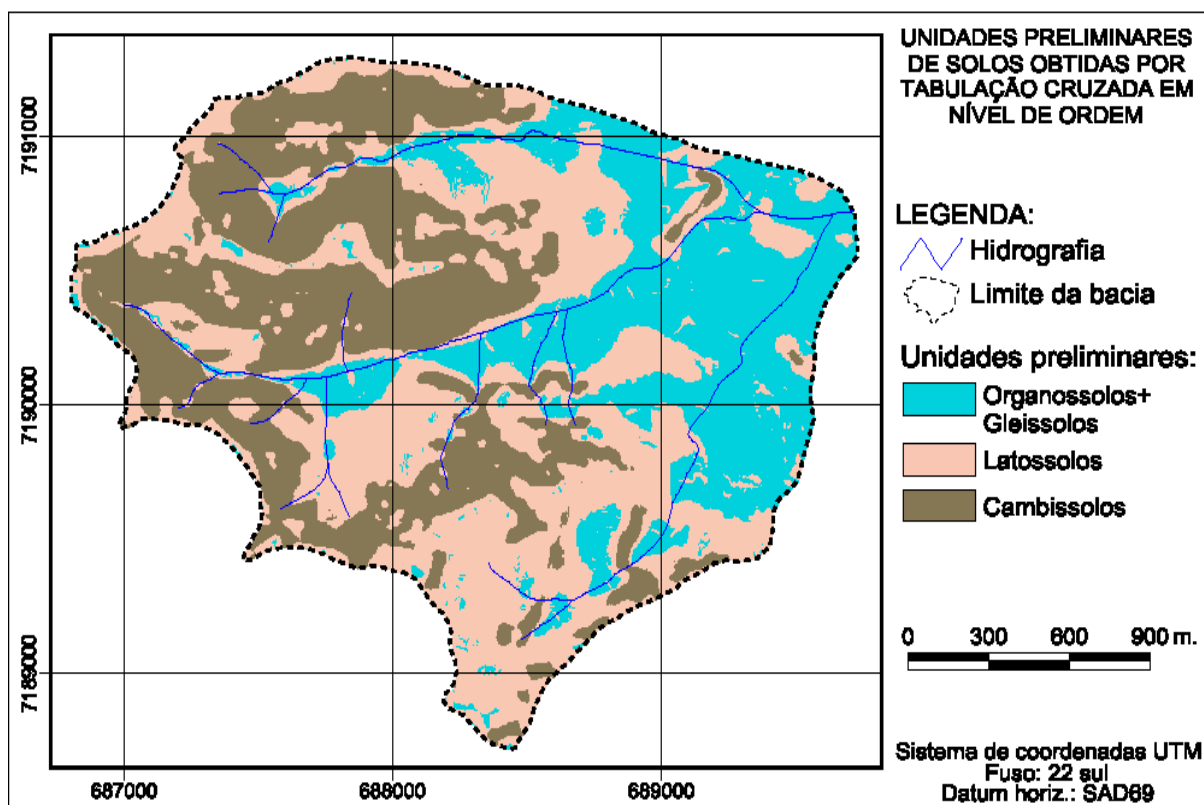 UNIDADES PRELIMINARES
DE SOLOS OBTIDAS POR
TABULAÇÃO CRUZADA EM
NÍVEL DE ORDEM
LEGENDA:
Hidrografia
Limite da bacia
Unidades preliminares:
Organossolos+
Gleissolos
Latossolos
Cambissolos
0 300 600 900 m.
Sistema de coordenadas UTM
Fuso: 22 sul
Datum horiz.: SAD69
7191000
7190000
7189000
687000 688000 689000